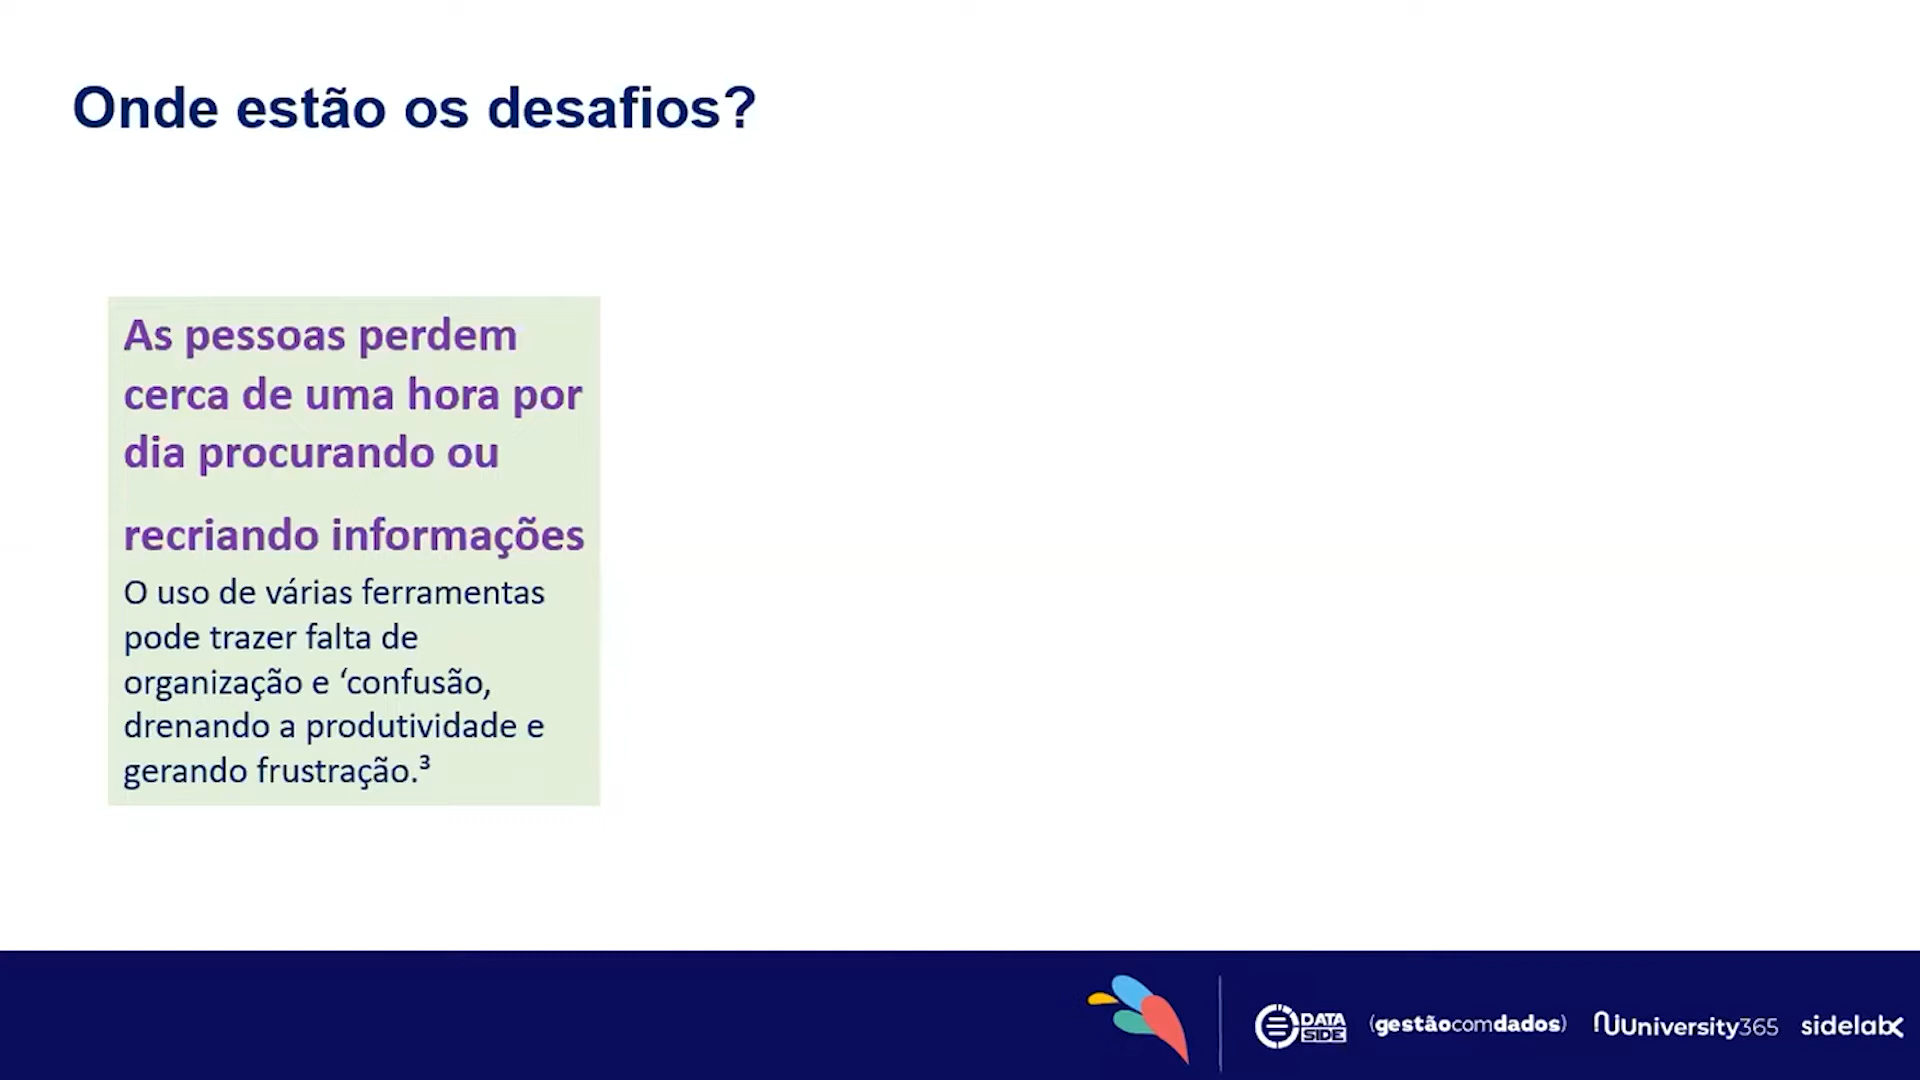 Onde estão os desafios?
As pessoas perdem
cerca de uma hora por
dia procurando ou
recriando informações
O uso de várias ferramentas
pode trazer falta de
organização e ‘confusão,
drenando a produtividade e
gerando frustração.³
DATA
SIDE
(gestãocomdados)
University365
sidelabx